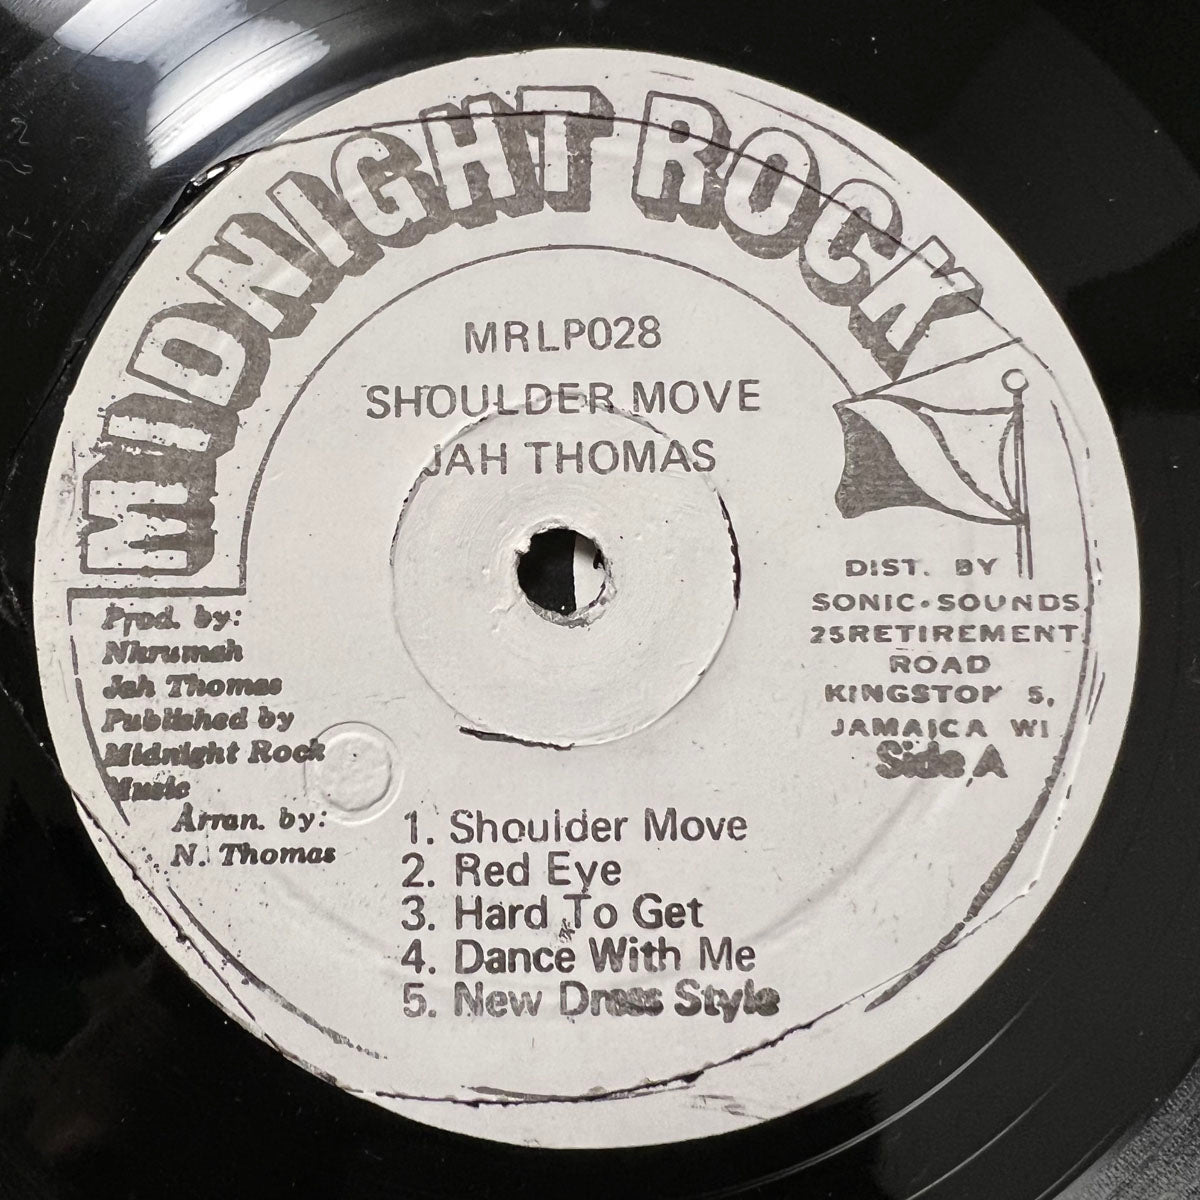 MIDNIGHT ROCK
MRLP028
SHOULDER MOVE
JAH THOMAS
DIST. BY
SONIC•SOUNDS
25RETIREMENT
ROAD
KINGSTON 5,
JAMAICA WI
Side A
Prod. by:
Nkrumah
Jah Thomas
Published by
Midnight Rock
Music
Arran. by:
N. Thomas
1. Shoulder Move
2. Red Eye
3. Hard To Get
4. Dance With Me
5. New Dress Style